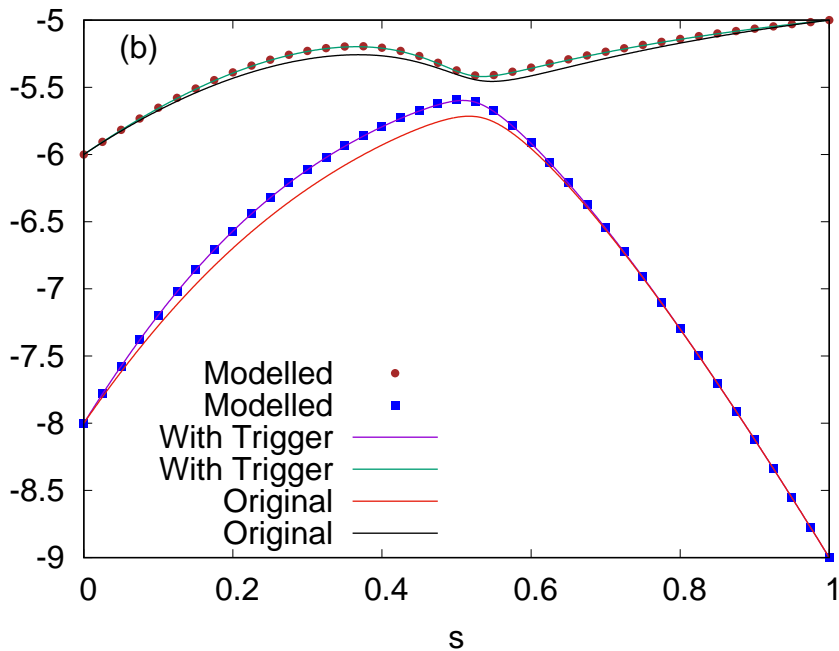 (b)
-5
-5.5
-6
-6.5
-7
-7.5
-8
-8.5
-9
Modelled
Modelled
With Trigger
With Trigger
Original
Original
0 0.2 0.4 0.6 0.8 1
s